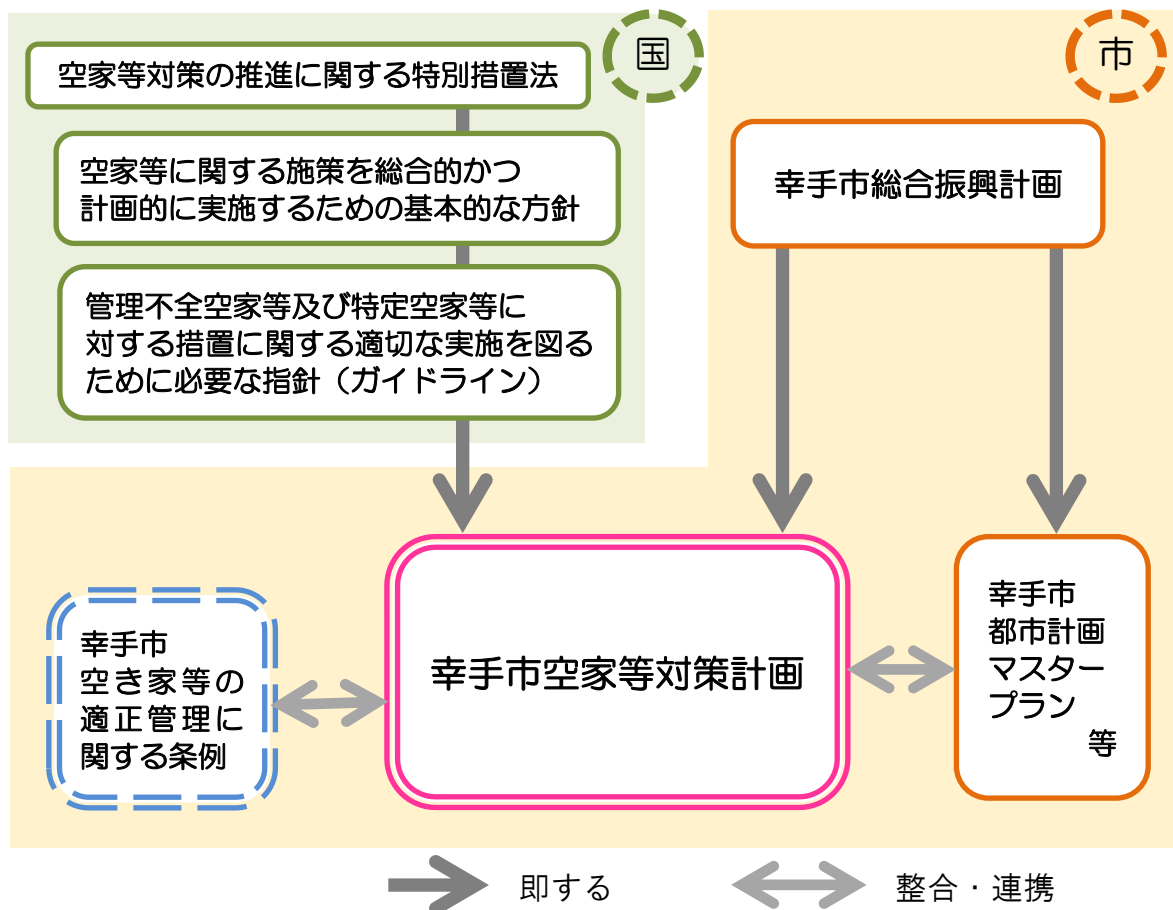 国
空家等対策の推進に関する特別措置法
空家等に関する施策を総合的かつ
計画的に実施するための基本的な方針
管理不全空家等及び特定空家等に
対する措置に関する適切な実施を図る
ために必要な指針（ガイドライン）
市
幸手市総合振興計画
幸手市
空き家等の
適正管理に
関する条例
幸手市空家等対策計画
幸手市
都市計画
マスター
プラン
等
即する
整合・連携